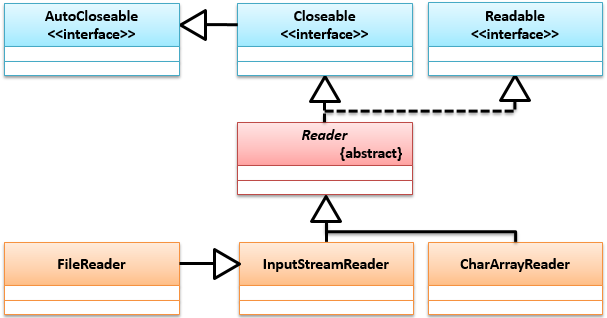 AutoCloseable
<<interface>>
Closeable
<<interface>>
Readable
<<interface>>
Reader
{abstract}
FileReader
InputStreamReader
CharArrayReader